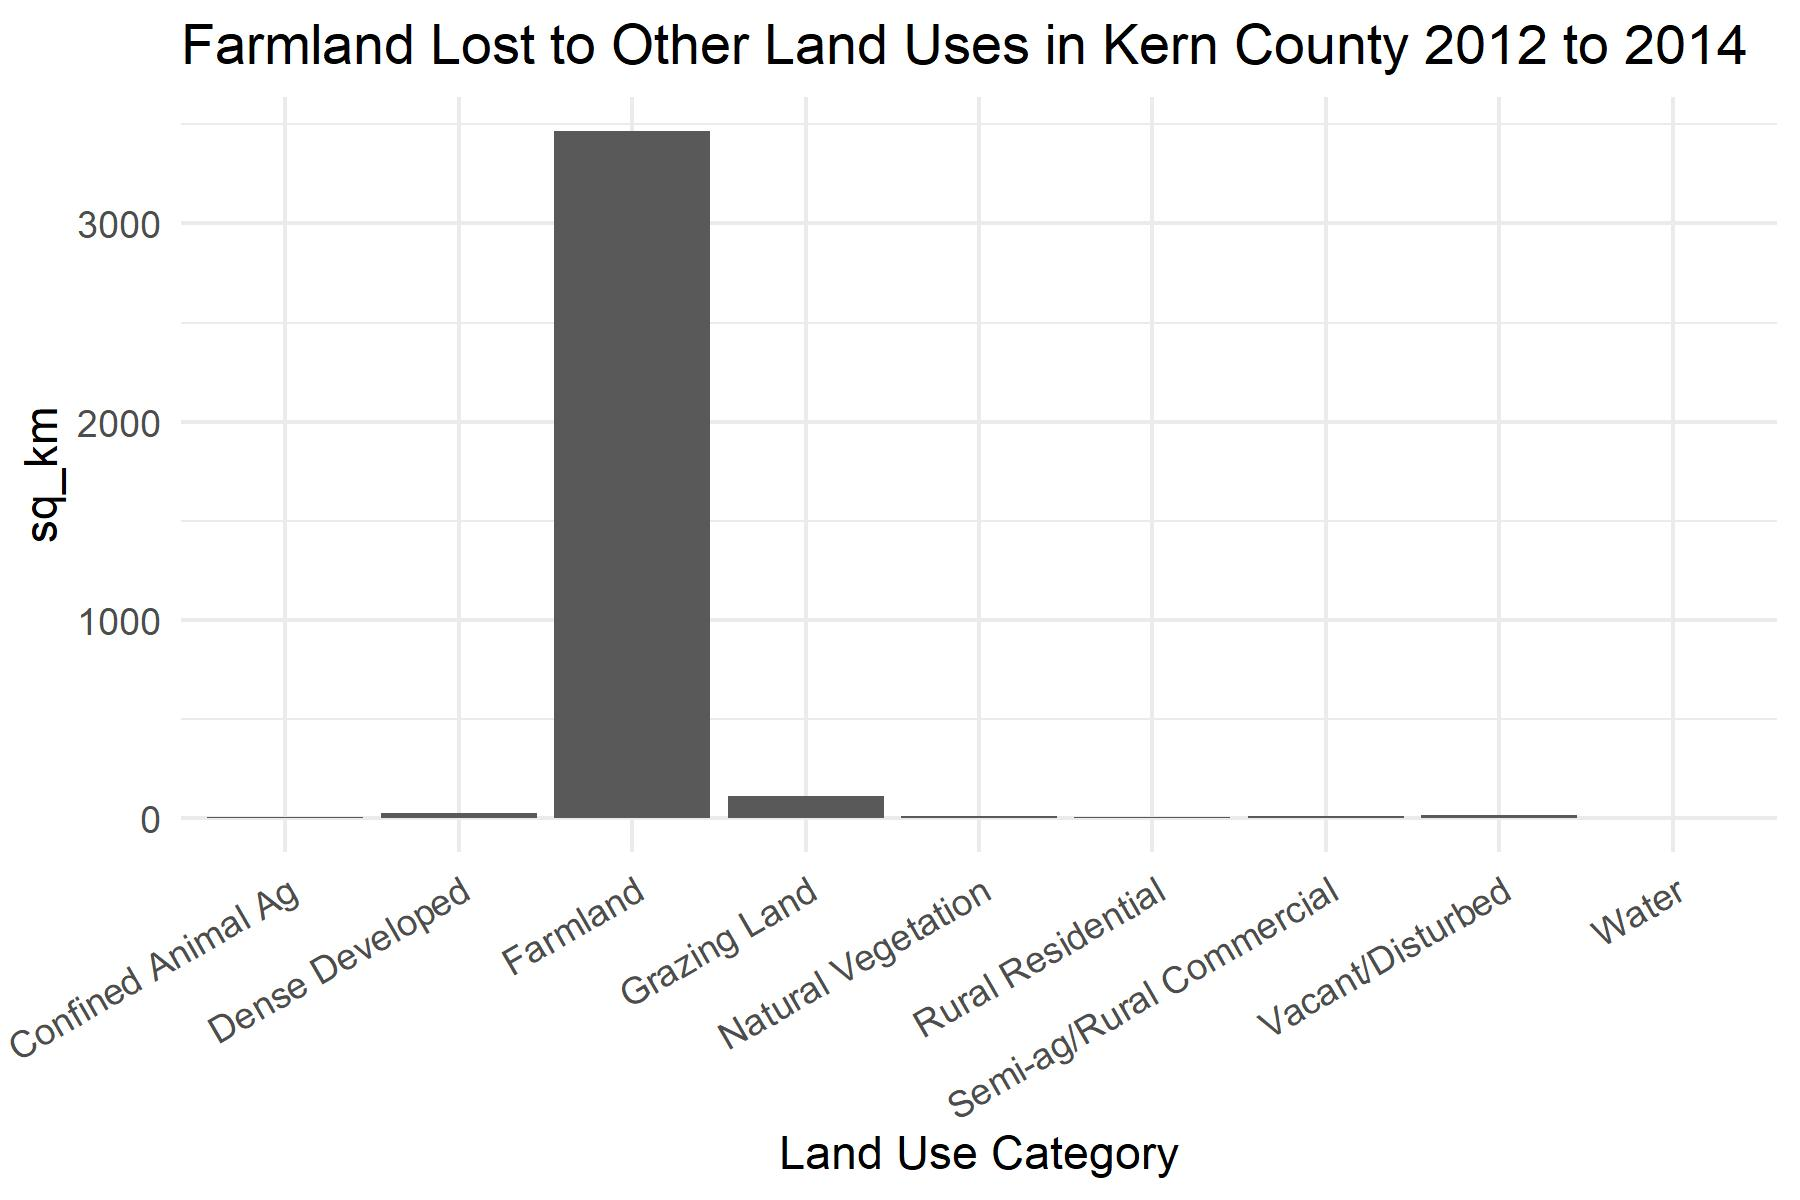 Farmland Lost to Other Land Uses in Kern County 2012 to 2014
sq_km
3000
2000
1000
0
Confined Animal Ag
Dense Developed
Farmland
Grazing Land
Natural Vegetation
Rural Residential
Semi-ag/Rural Commercial
Vacant/Disturbed
Water
Land Use Category